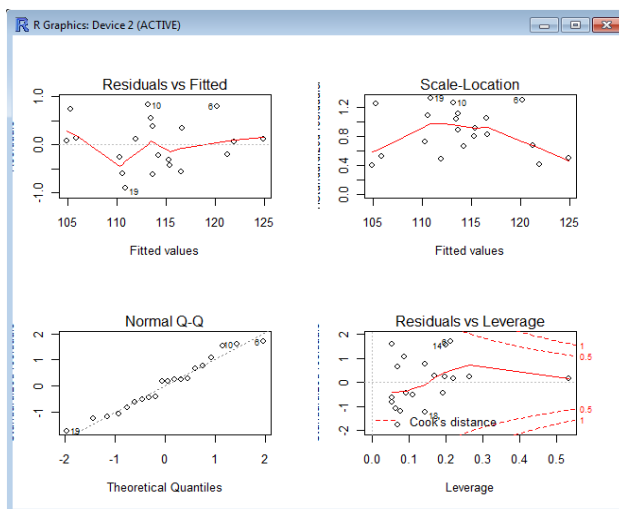 R Graphics: Device 2 (ACTIVE)
Residuals vs Fitted
1.0
0.0
-1.0
10
6
19
105 110 115 120 125
Fitted values
Scale-Location
1.2
0.8
0.4
0.0
19
10
6
105 110 115 120 125
Fitted values
Normal Q-Q
2
1
0
-1
10
6
19
-2 -1 0 1 2
Theoretical Quantiles
Residuals vs Leverage
2
1
0
-1
-2
14
6
18
Cook's distance
1
0.5
0.5
1
0.0 0.1 0.2 0.3 0.4 0.5
Leverage